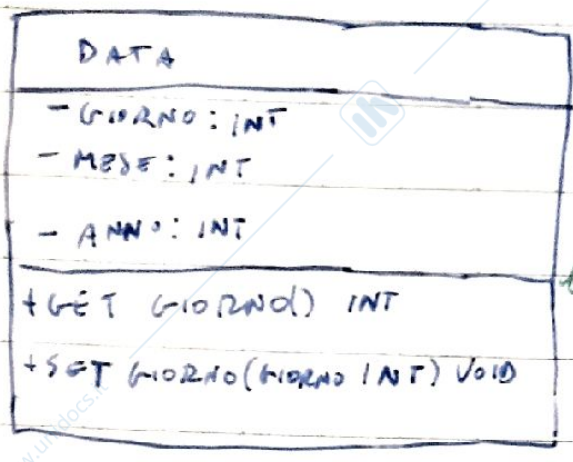 DATA
- GIORNO: INT
- MESE: INT
- ANNO: INT
+ GET GIORNO() INT
+ SET GIORNO(GIORNO INT) VOID